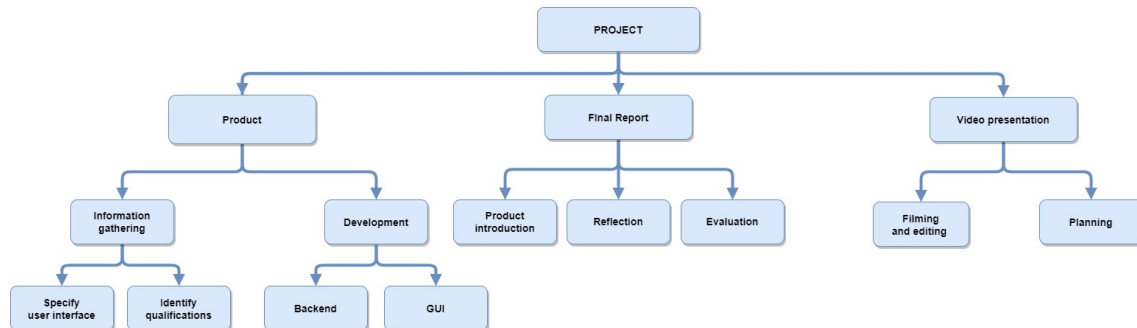 PROJECT
Product
FInal Report
Video presentation
Information
gathering
Development
Product
introduction
Reflection
Evaluation
Filming
and editing
Planning
Specify
user interface
Identify
qualifications
Backend
GUI